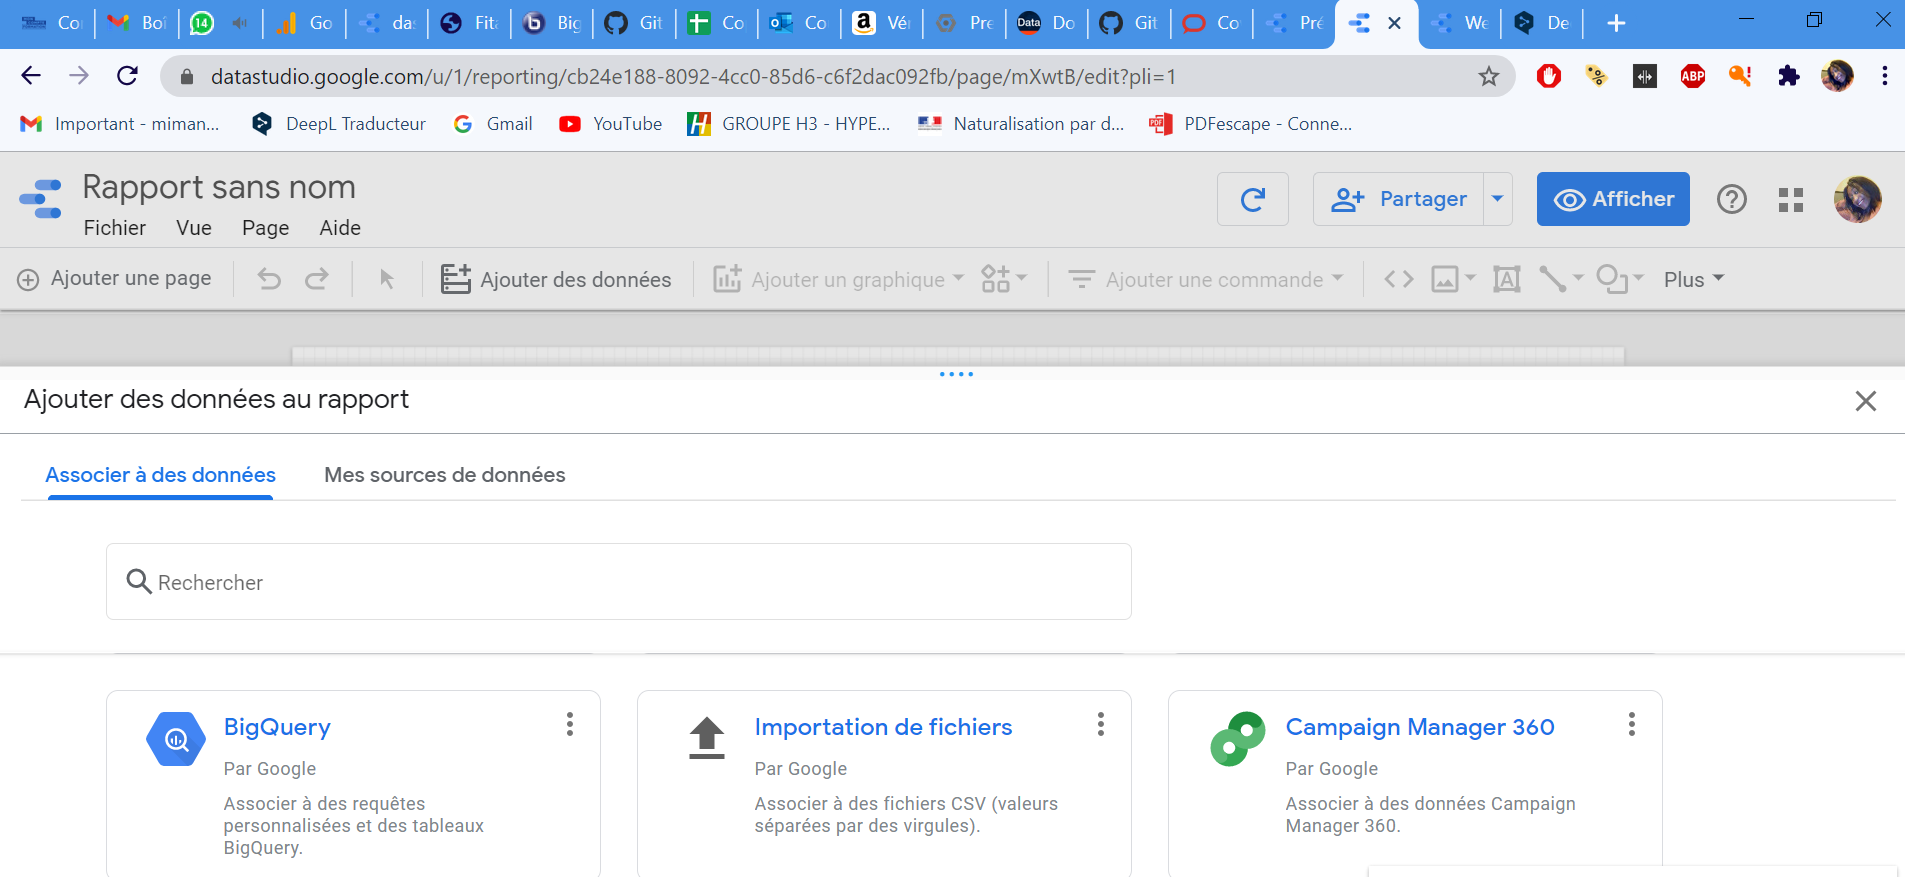 Co Boî 14 Go das Fita Big Git Co Co Vér Pre Do Git Co Pré We De
datastudio.google.com/u/1/reporting/cb24e188-8092-4cc0-85d6-c6f2dac092fb/page/mXwtB/edit?pli=1
ABP
Important - miman... DeepL Traducteur Gmail YouTube GROUPE H3 - HYPE... Naturalisation par d... PDFescape - Conne...
Rapport sans nom
Partager Afficher
Fichier Vue Page Aide
Ajouter une page Ajouter des données Ajouter un graphique Ajouter une commande Plus
Ajouter des données au rapport
Associer à des données Mes sources de données
Rechercher
BigQuery
Par Google
Associer à des requêtes
personnalisées et des tableaux
BigQuery.
Importation de fichiers
Par Google
Associer à des fichiers CSV (valeurs
séparées par des virgules).
Campaign Manager 360
Par Google
Associer à des données Campaign
Manager 360.